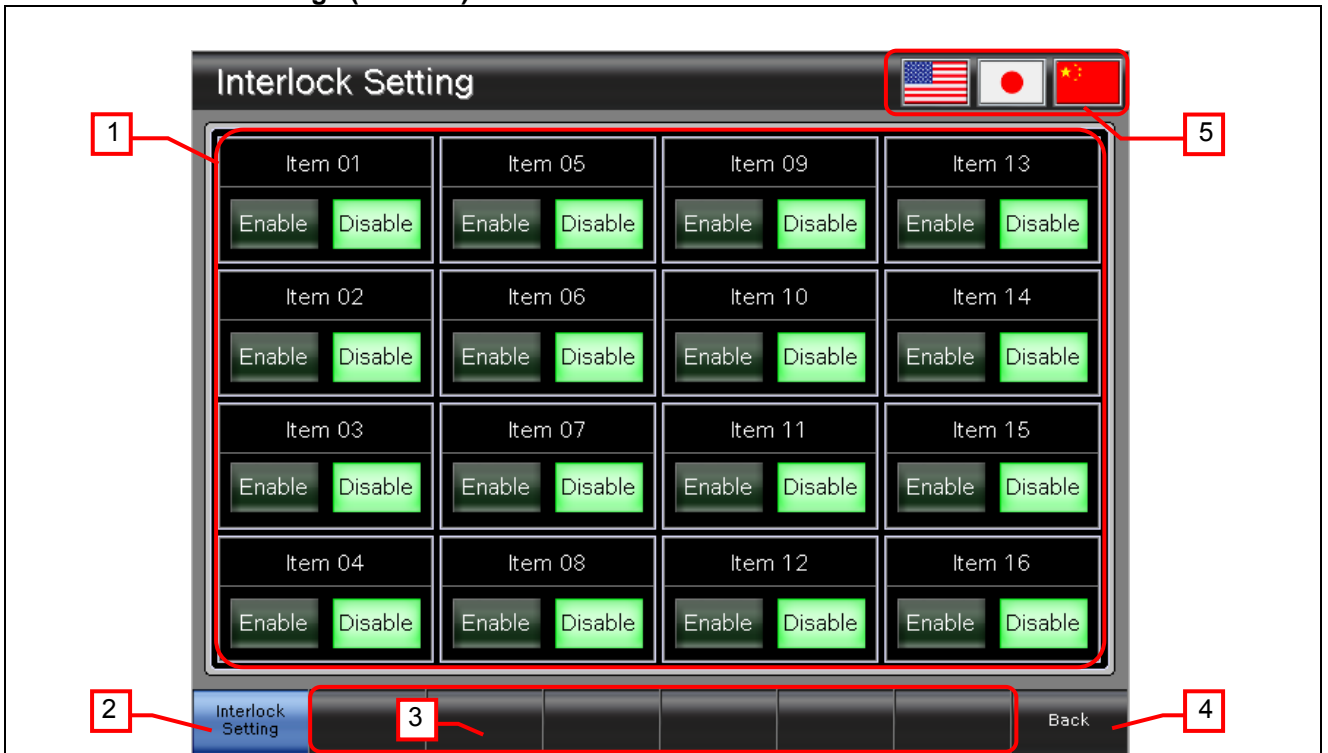 Interlock Setting
1
5
Item 01 Item 05 Item 09 Item 13
Enable Disable Enable Disable Enable Disable Enable Disable
Item 02 Item 06 Item 10 Item 14
Enable Disable Enable Disable Enable Disable Enable Disable
Item 03 Item 07 Item 11 Item 15
Enable Disable Enable Disable Enable Disable Enable Disable
Item 04 Item 08 Item 12 Item 16
Enable Disable Enable Disable Enable Disable Enable Disable
2
Interlock
Setting
3
Back
4